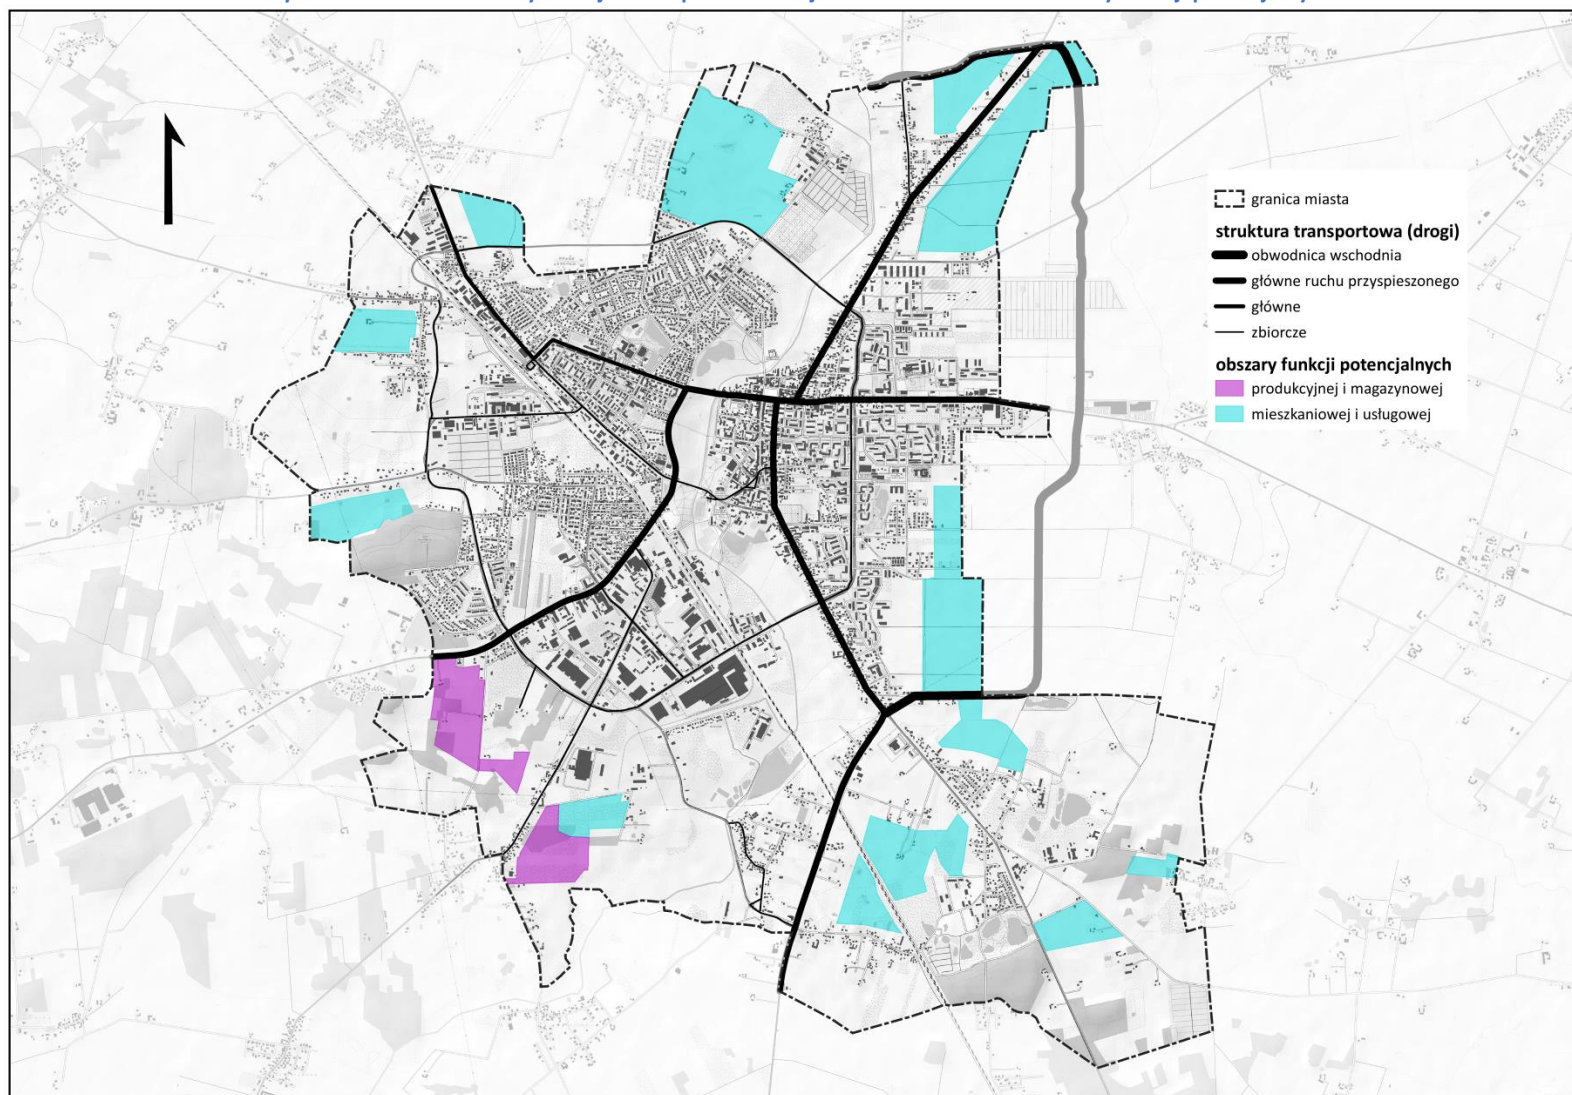 granica miasta
struktura transportowa (drogi)
obwodnica wschodnia
główne ruchu przyspieszonego
główne
zbiorcze
obszary funkcji potencjalnych
produkcyjnej i magazynowej
mieszkaniowej i usługowej